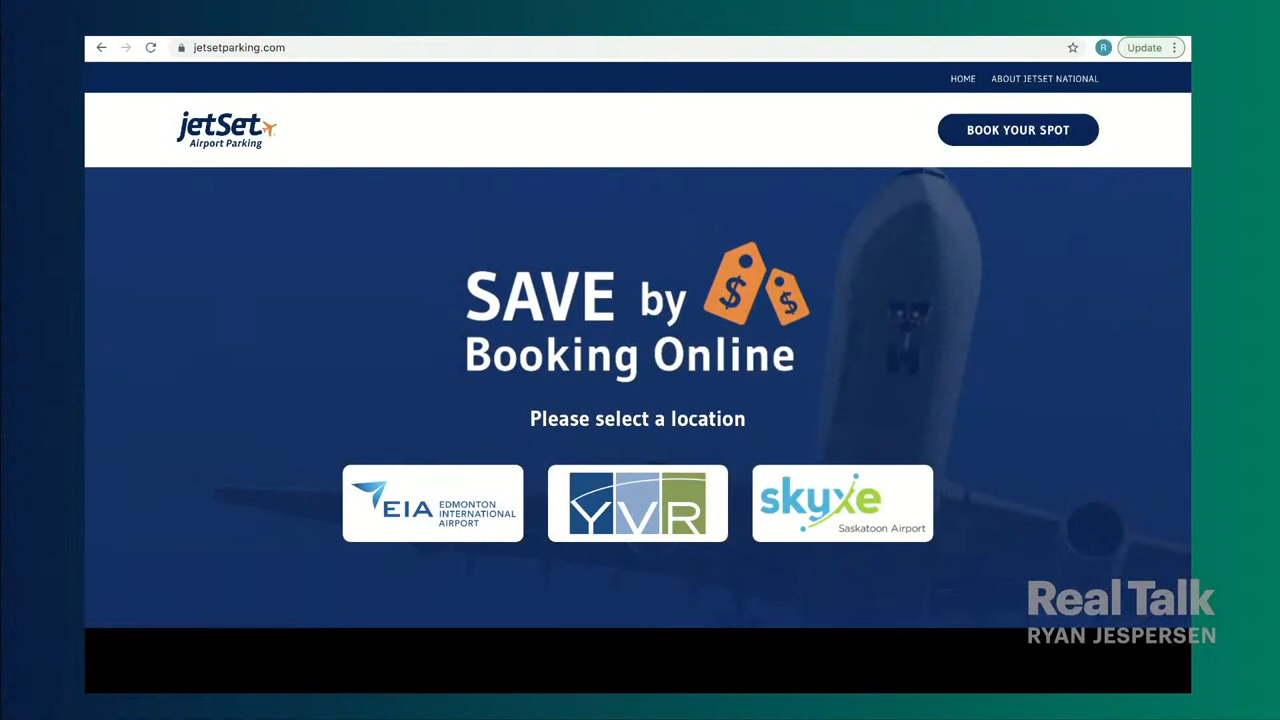 jetsetparking.com
R
Update
HOME ABOUT JETSET NATIONAL
jetSet
Airport Parking
BOOK YOUR SPOT
SAVE by $ $
Booking Online
Please select a location
EIA EDMONTON
INTERNATIONAL
AIRPORT
YVR
skyxe
Saskatoon Airport
Real Talk
RYAN JESPERSEN